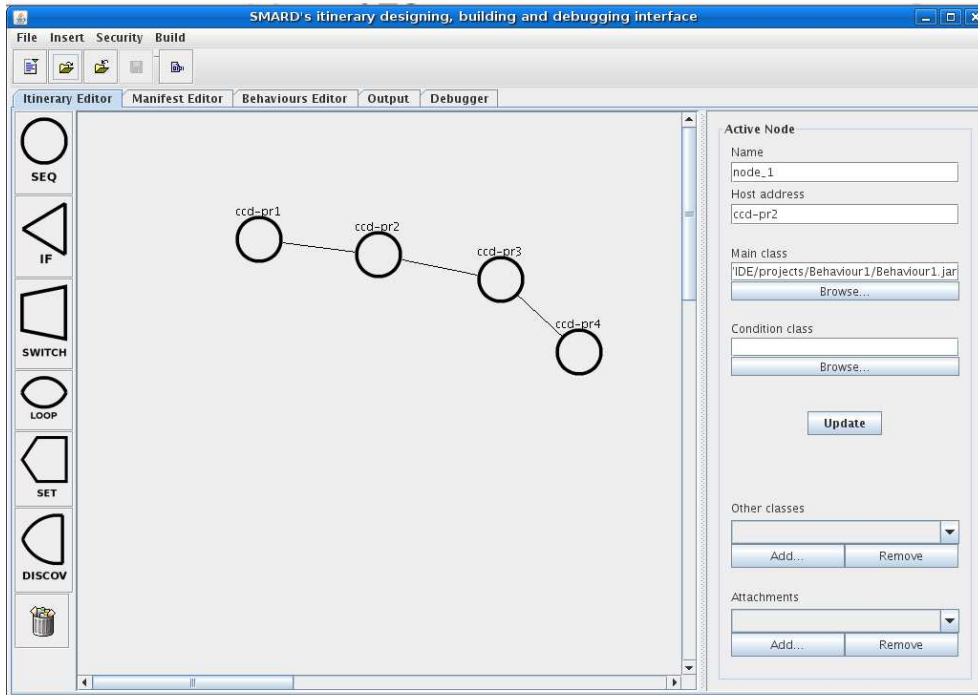 SMARD's itinerary designing, building and debugging interface
File Insert Security Build
Itinerary Editor Manifest Editor Behaviours Editor Output Debugger
SEQ
IF
SWITCH
LOOP
SET
DISCOV
ccd-pr1
ccd-pr2
ccd-pr3
ccd-pr4
Active Node
Name
node_1
Host address
ccd-pr2
Main class
'IDE/projects/Behaviour1/Behaviour1.jar
Browse...
Condition class
Browse...
Update
Other classes
Add... Remove
Attachments
Add... Remove